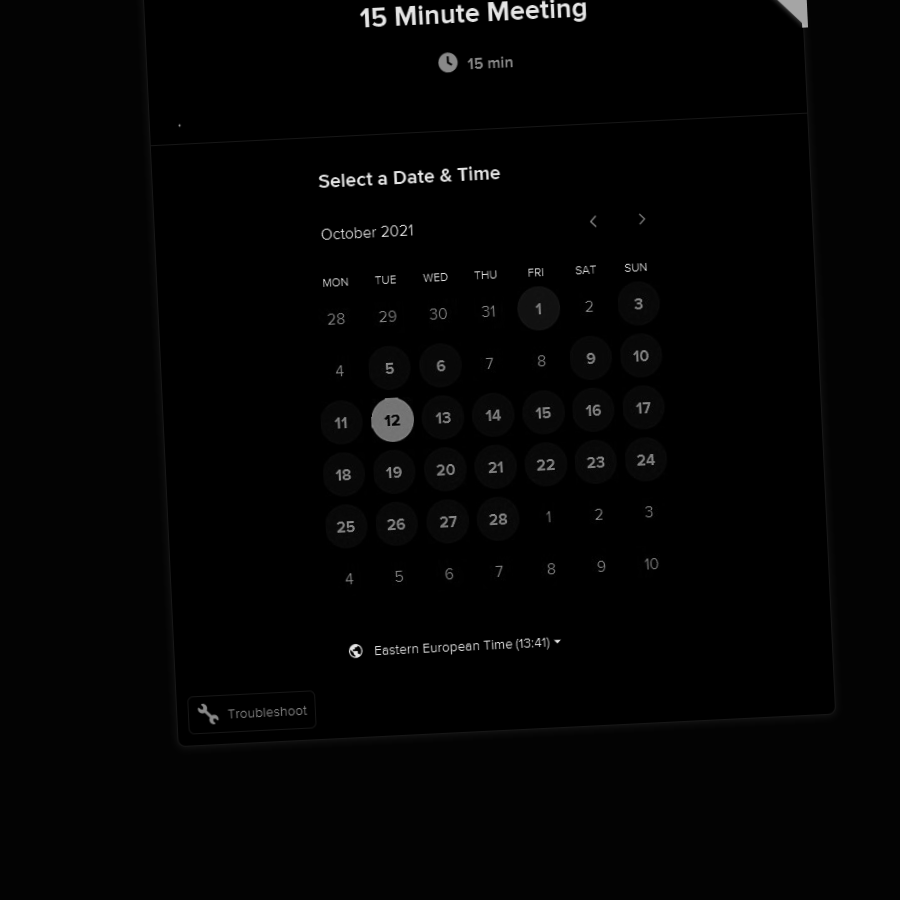 15 Minute Meeting
15 min
Select a Date & Time
October 2021
MON TUE WED THU FRI SAT SUN
28 29 30 31 1 2 3
4 5 6 7 8 9 10
11 12 13 14 15 16 17
18 19 20 21 22 23 24
25 26 27 28 1 2 3
4 5 6 7 8 9 10
Eastern European Time (13:41)
Troubleshoot